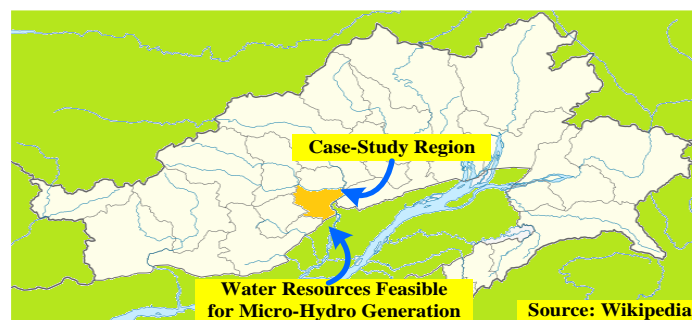 Case-Study Region
Water Resources Feasible
for Micro-Hydro Generation
Source: Wikipedia